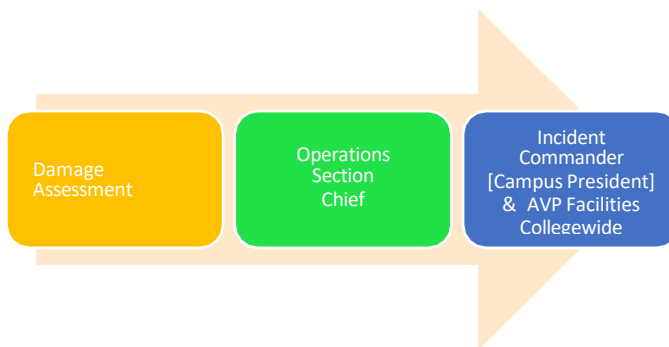 Damage
Assessment
Operations
Section
Chief
Incident
Commander
[Campus President]
& AVP Facilities
Collegewide